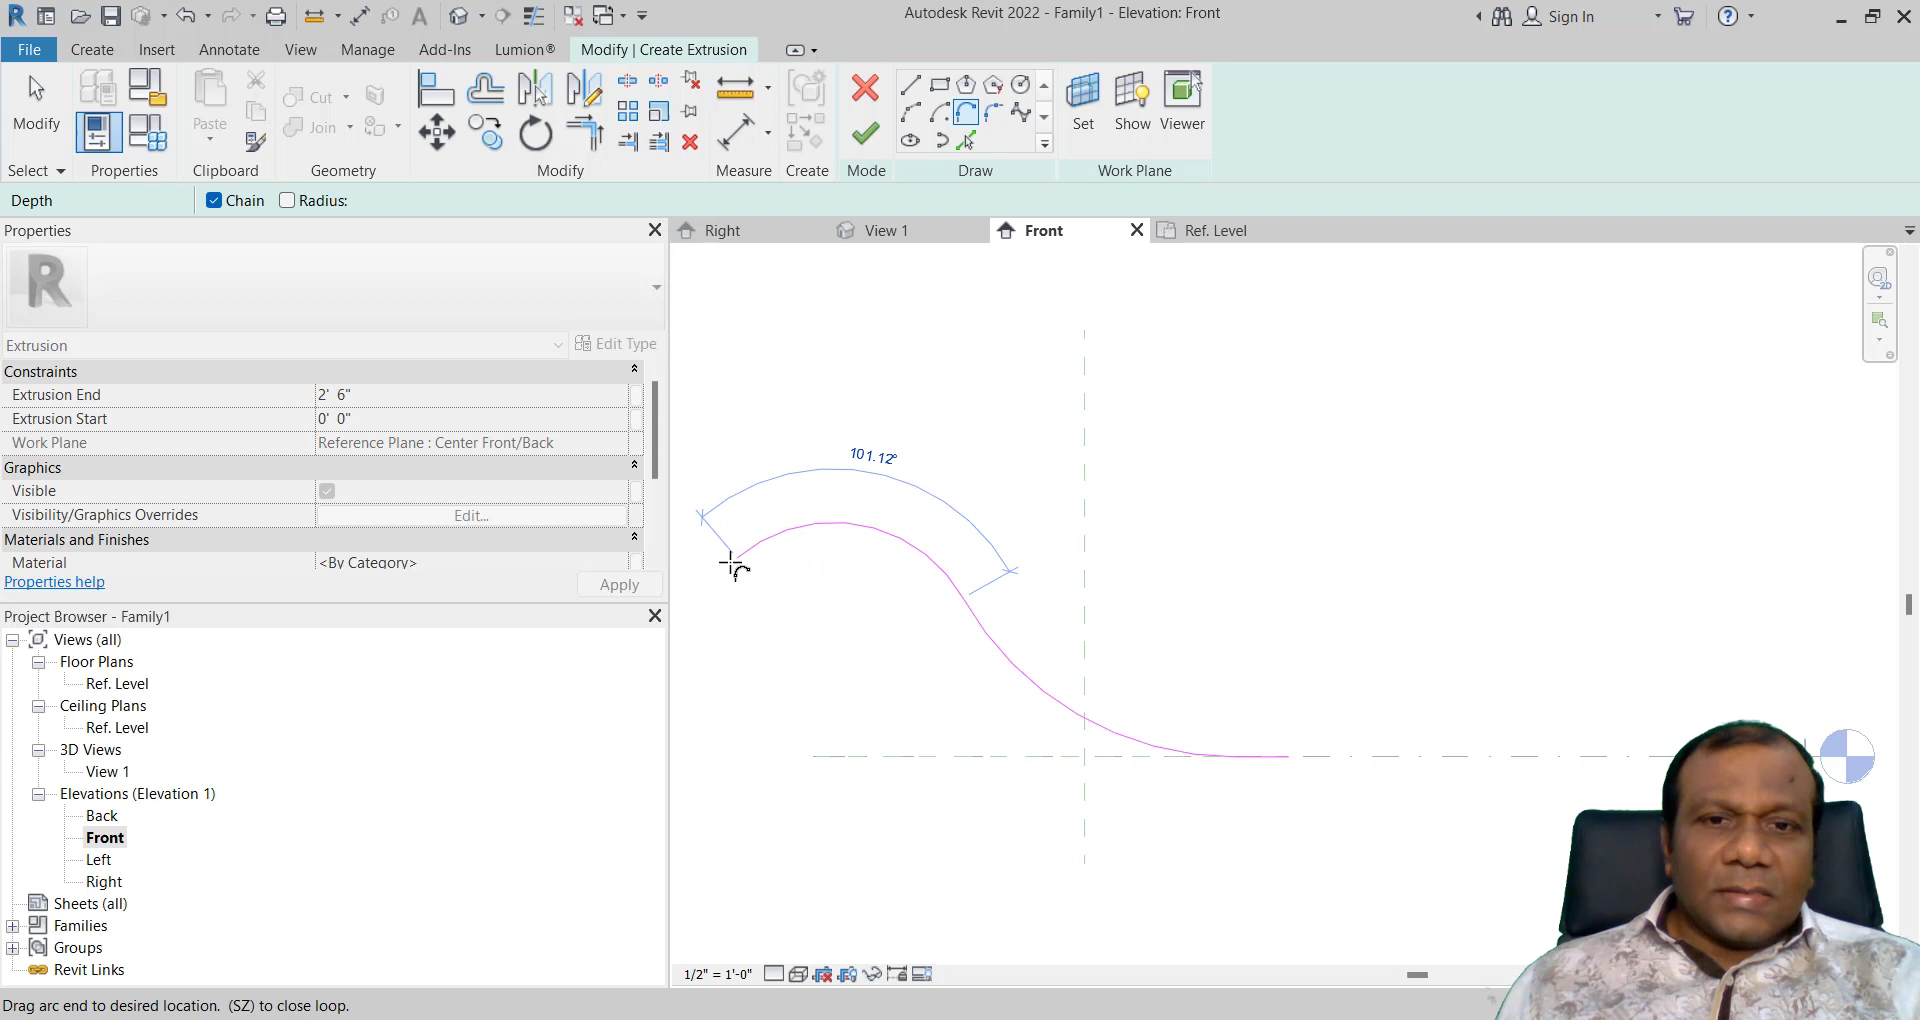 Autodesk Revit 2022 - Family1 - Elevation: Front
Sign In
File
Create
Insert
Annotate
View
Manage
Add-Ins
Lumion®
Modify | Create Extrusion
Modify
Paste
Cut
Join
Set
Show
Viewer
Select
Properties
Clipboard
Geometry
Modify
Measure
Create
Mode
Draw
Work Plane
Depth
Chain
Radius:
Properties
Right
View 1
Front
Ref. Level
R
Extrusion
Edit Type
Constraints
Extrusion End
2' 6"
Extrusion Start
0' 0"
Work Plane
Reference Plane : Center Front/Back
Graphics
Visible
Visibility/Graphics Overrides
Edit...
Materials and Finishes
Material
<By Category>
Properties help
Apply
101.12°
2D
Project Browser - Family1
Views (all)
Floor Plans
Ref. Level
Ceiling Plans
Ref. Level
3D Views
View 1
Elevations (Elevation 1)
Back
Front
Left
Right
Sheets (all)
Families
Groups
Revit Links
1/2" = 1'-0"
Drag arc end to desired location. (SZ) to close loop.